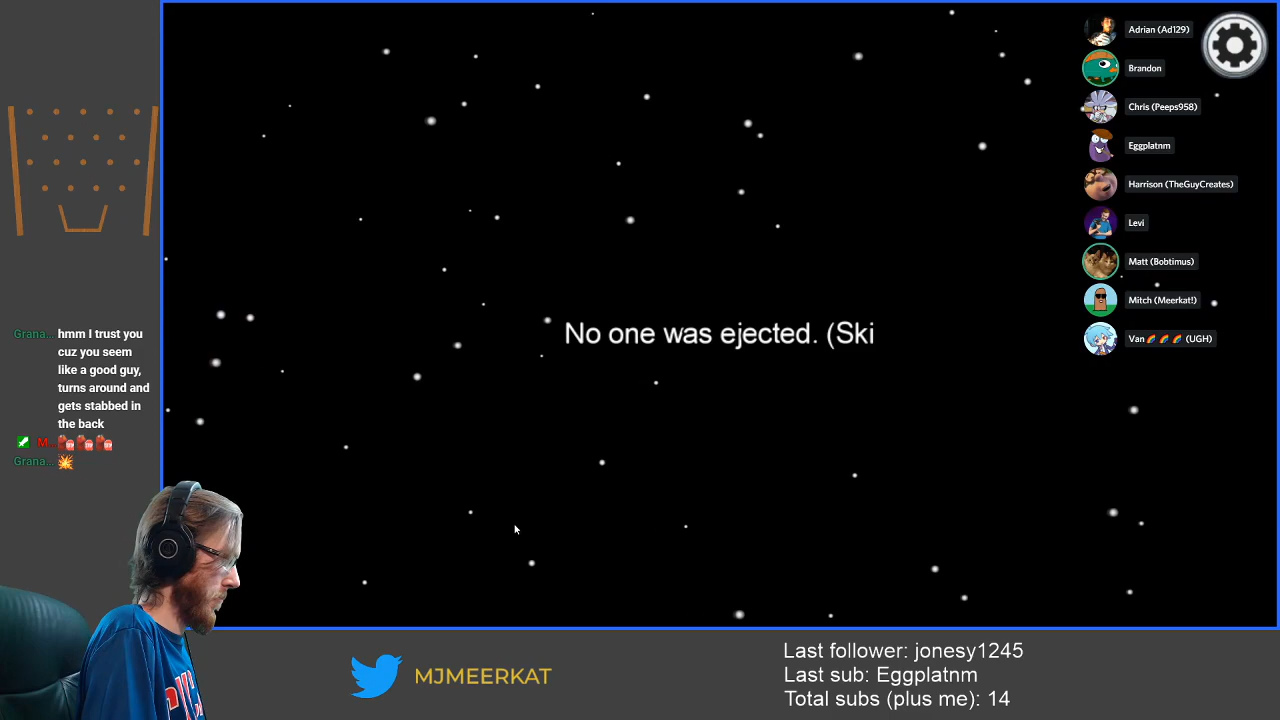 Adrian (Ad129)
Brandon
Chris (Peeps958)
Eggplatnm
Harrison (TheGuyCreates)
Levi
Matt (Bobtimus)
Mitch (Meerkat!)
Van 🌈 🌈 🌈 (UGH)
No one was ejected. (Ski
Grana... hmm I trust you
cuz you seem
like a good guy,
turns around and
gets stabbed in
the back
M...
Grana... 💥
MJMEERKAT
Last follower: jonesy1245
Last sub: Eggplatnm
Total subs (plus me): 14